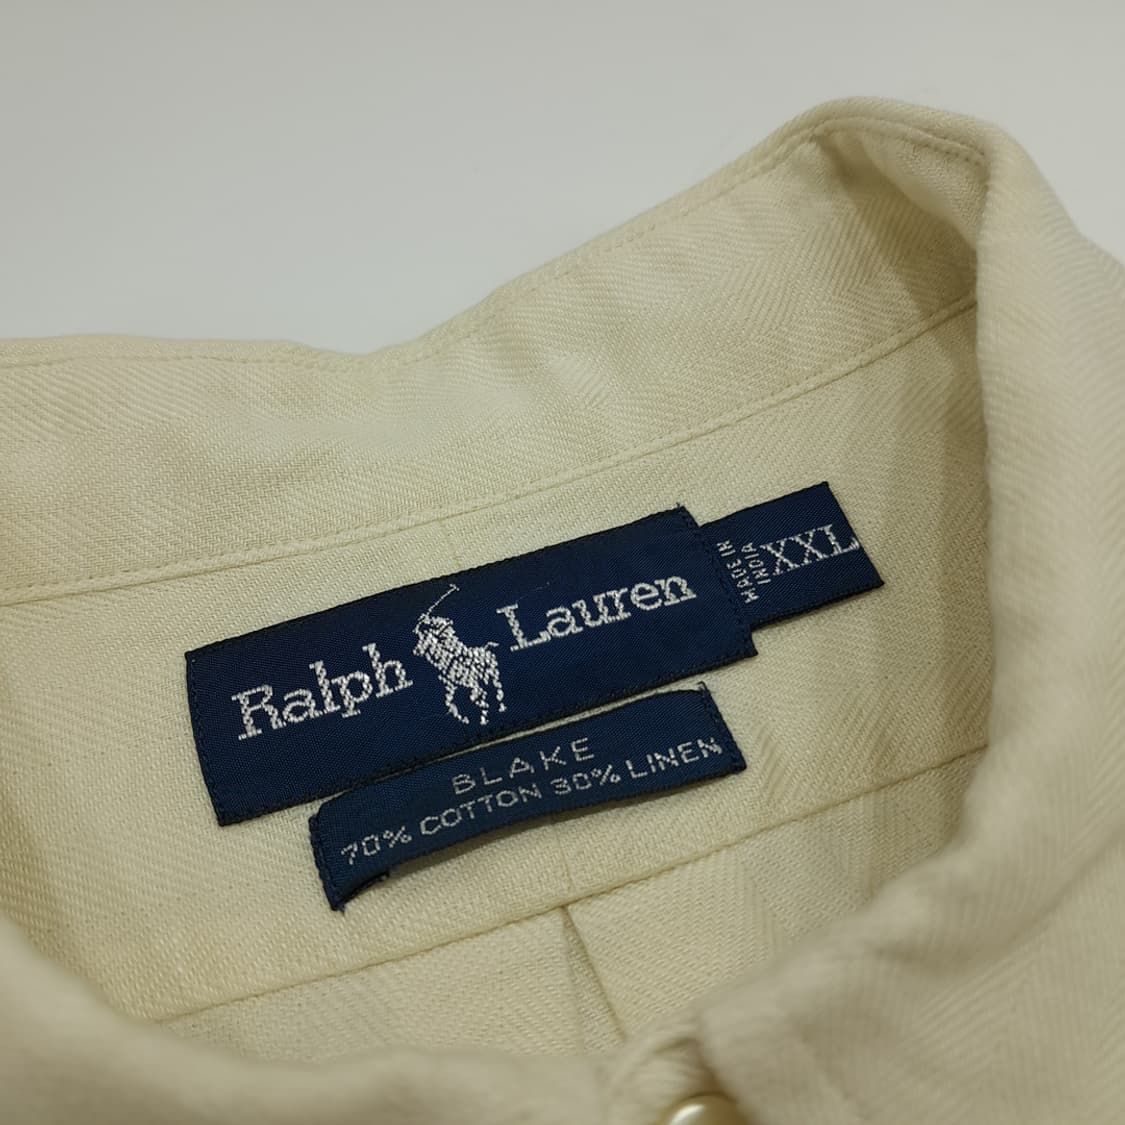 Ralph Lauren
MADE IN
INDIA
XXL
BLAKE
70% COTTON 30% LINEN